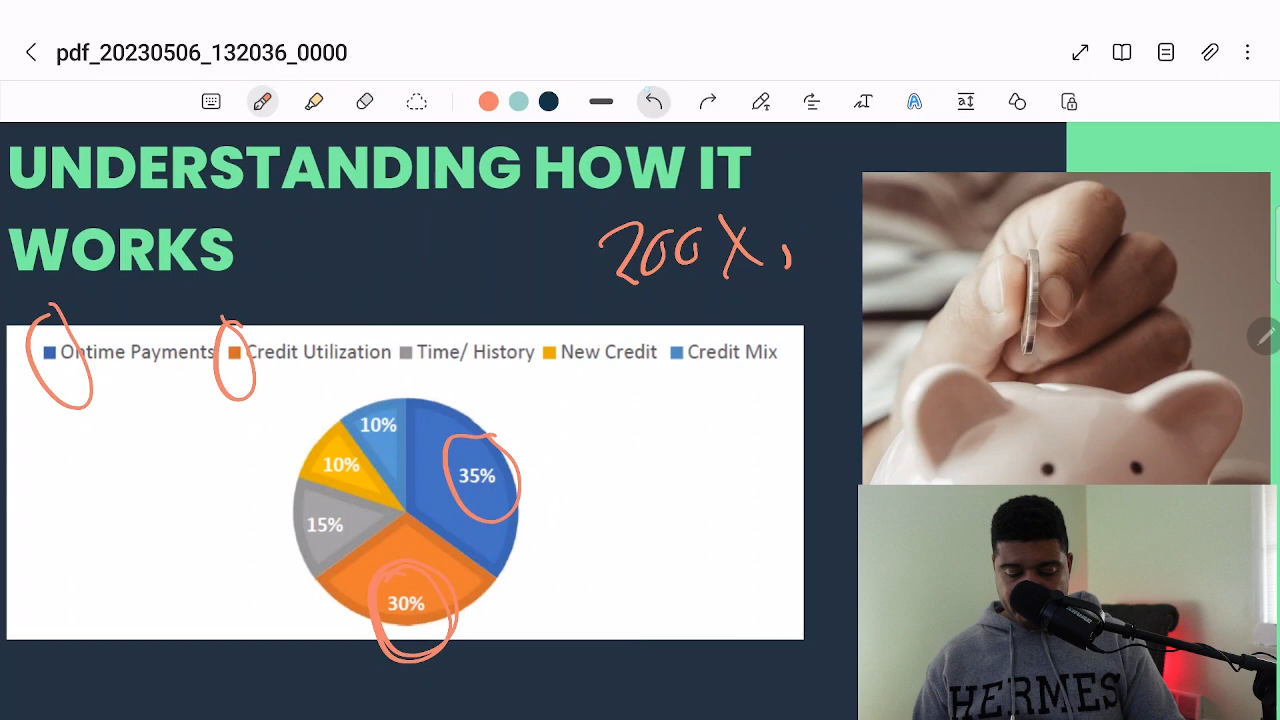 pdf_20230506_132036_0000
UNDERSTANDING HOW IT
WORKS
200 X ,
Ontime Payments Credit Utilization Time/ History New Credit Credit Mix
10%
10%
35%
15%
30%
HERMES